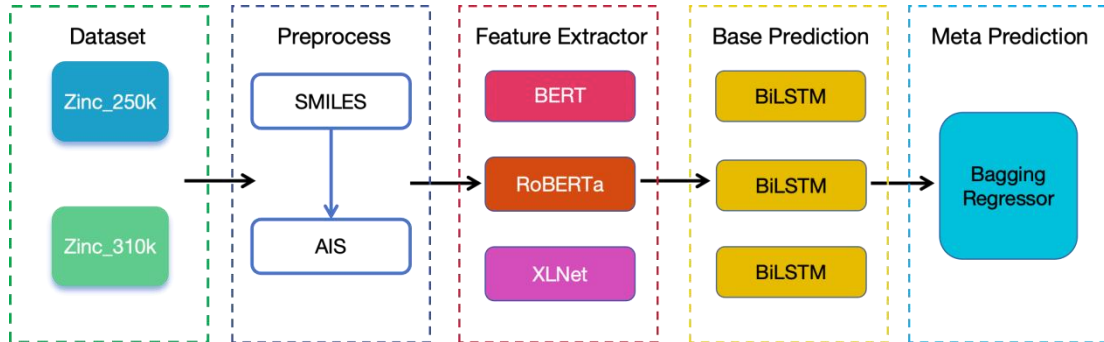 Dataset
Zinc_250k
Zinc_310k
Preprocess
SMILES
AIS
Feature Extractor
BERT
RoBERTa
XLNet
Base Prediction
BiLSTM
BiLSTM
BiLSTM
Meta Prediction
Bagging
Regressor